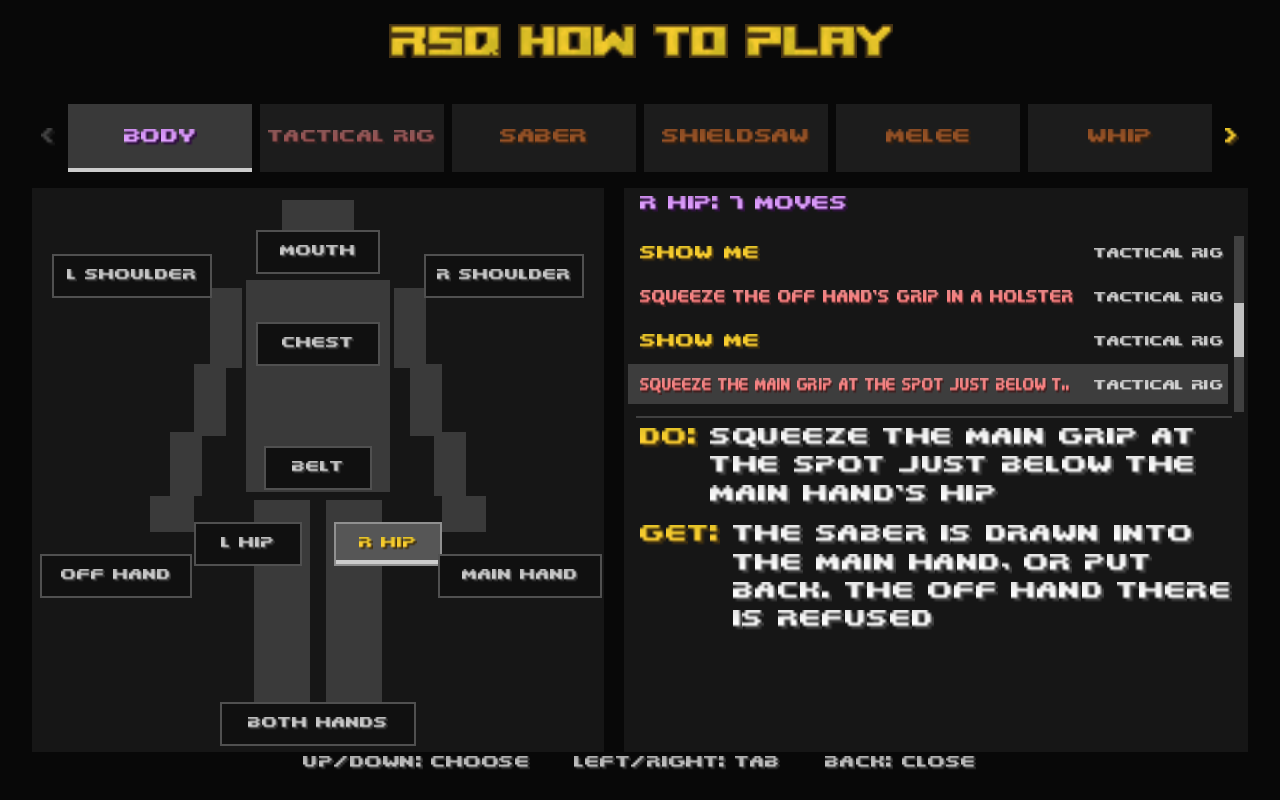 RSQ HOW TO PLAY
< BODY TACTICAL RIG SABER SHIELDSAW MELEE WHIP >
MOUTH
L SHOULDER
R SHOULDER
CHEST
BELT
L HIP
R HIP
OFF HAND
MAIN HAND
BOTH HANDS
R HIP: 7 MOVES
SHOW ME TACTICAL RIG
SQUEEZE THE OFF HAND'S GRIP IN A HOLSTER TACTICAL RIG
SHOW ME TACTICAL RIG
SQUEEZE THE MAIN GRIP AT THE SPOT JUST BELOW T.. TACTICAL RIG
DO: SQUEEZE THE MAIN GRIP AT
THE SPOT JUST BELOW THE
MAIN HAND'S HIP
GET: THE SABER IS DRAWN INTO
THE MAIN HAND, OR PUT
BACK. THE OFF HAND THERE
IS REFUSED
UP/DOWN: CHOOSE LEFT/RIGHT: TAB BACK: CLOSE